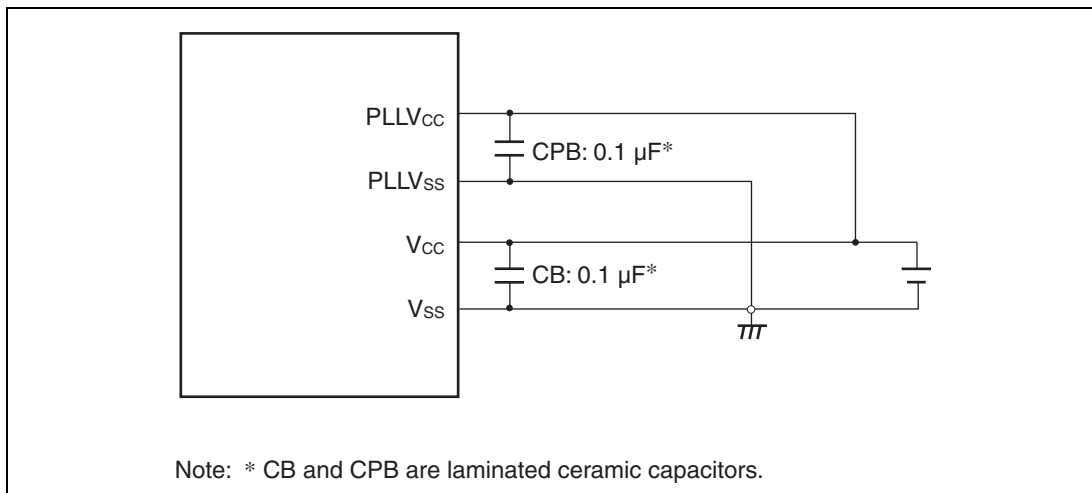 PLLVCC
CPB: 0.1 µF*
PLLVSS
VCC
CB: 0.1 µF*
VSS
Note: * CB and CPB are laminated ceramic capacitors.